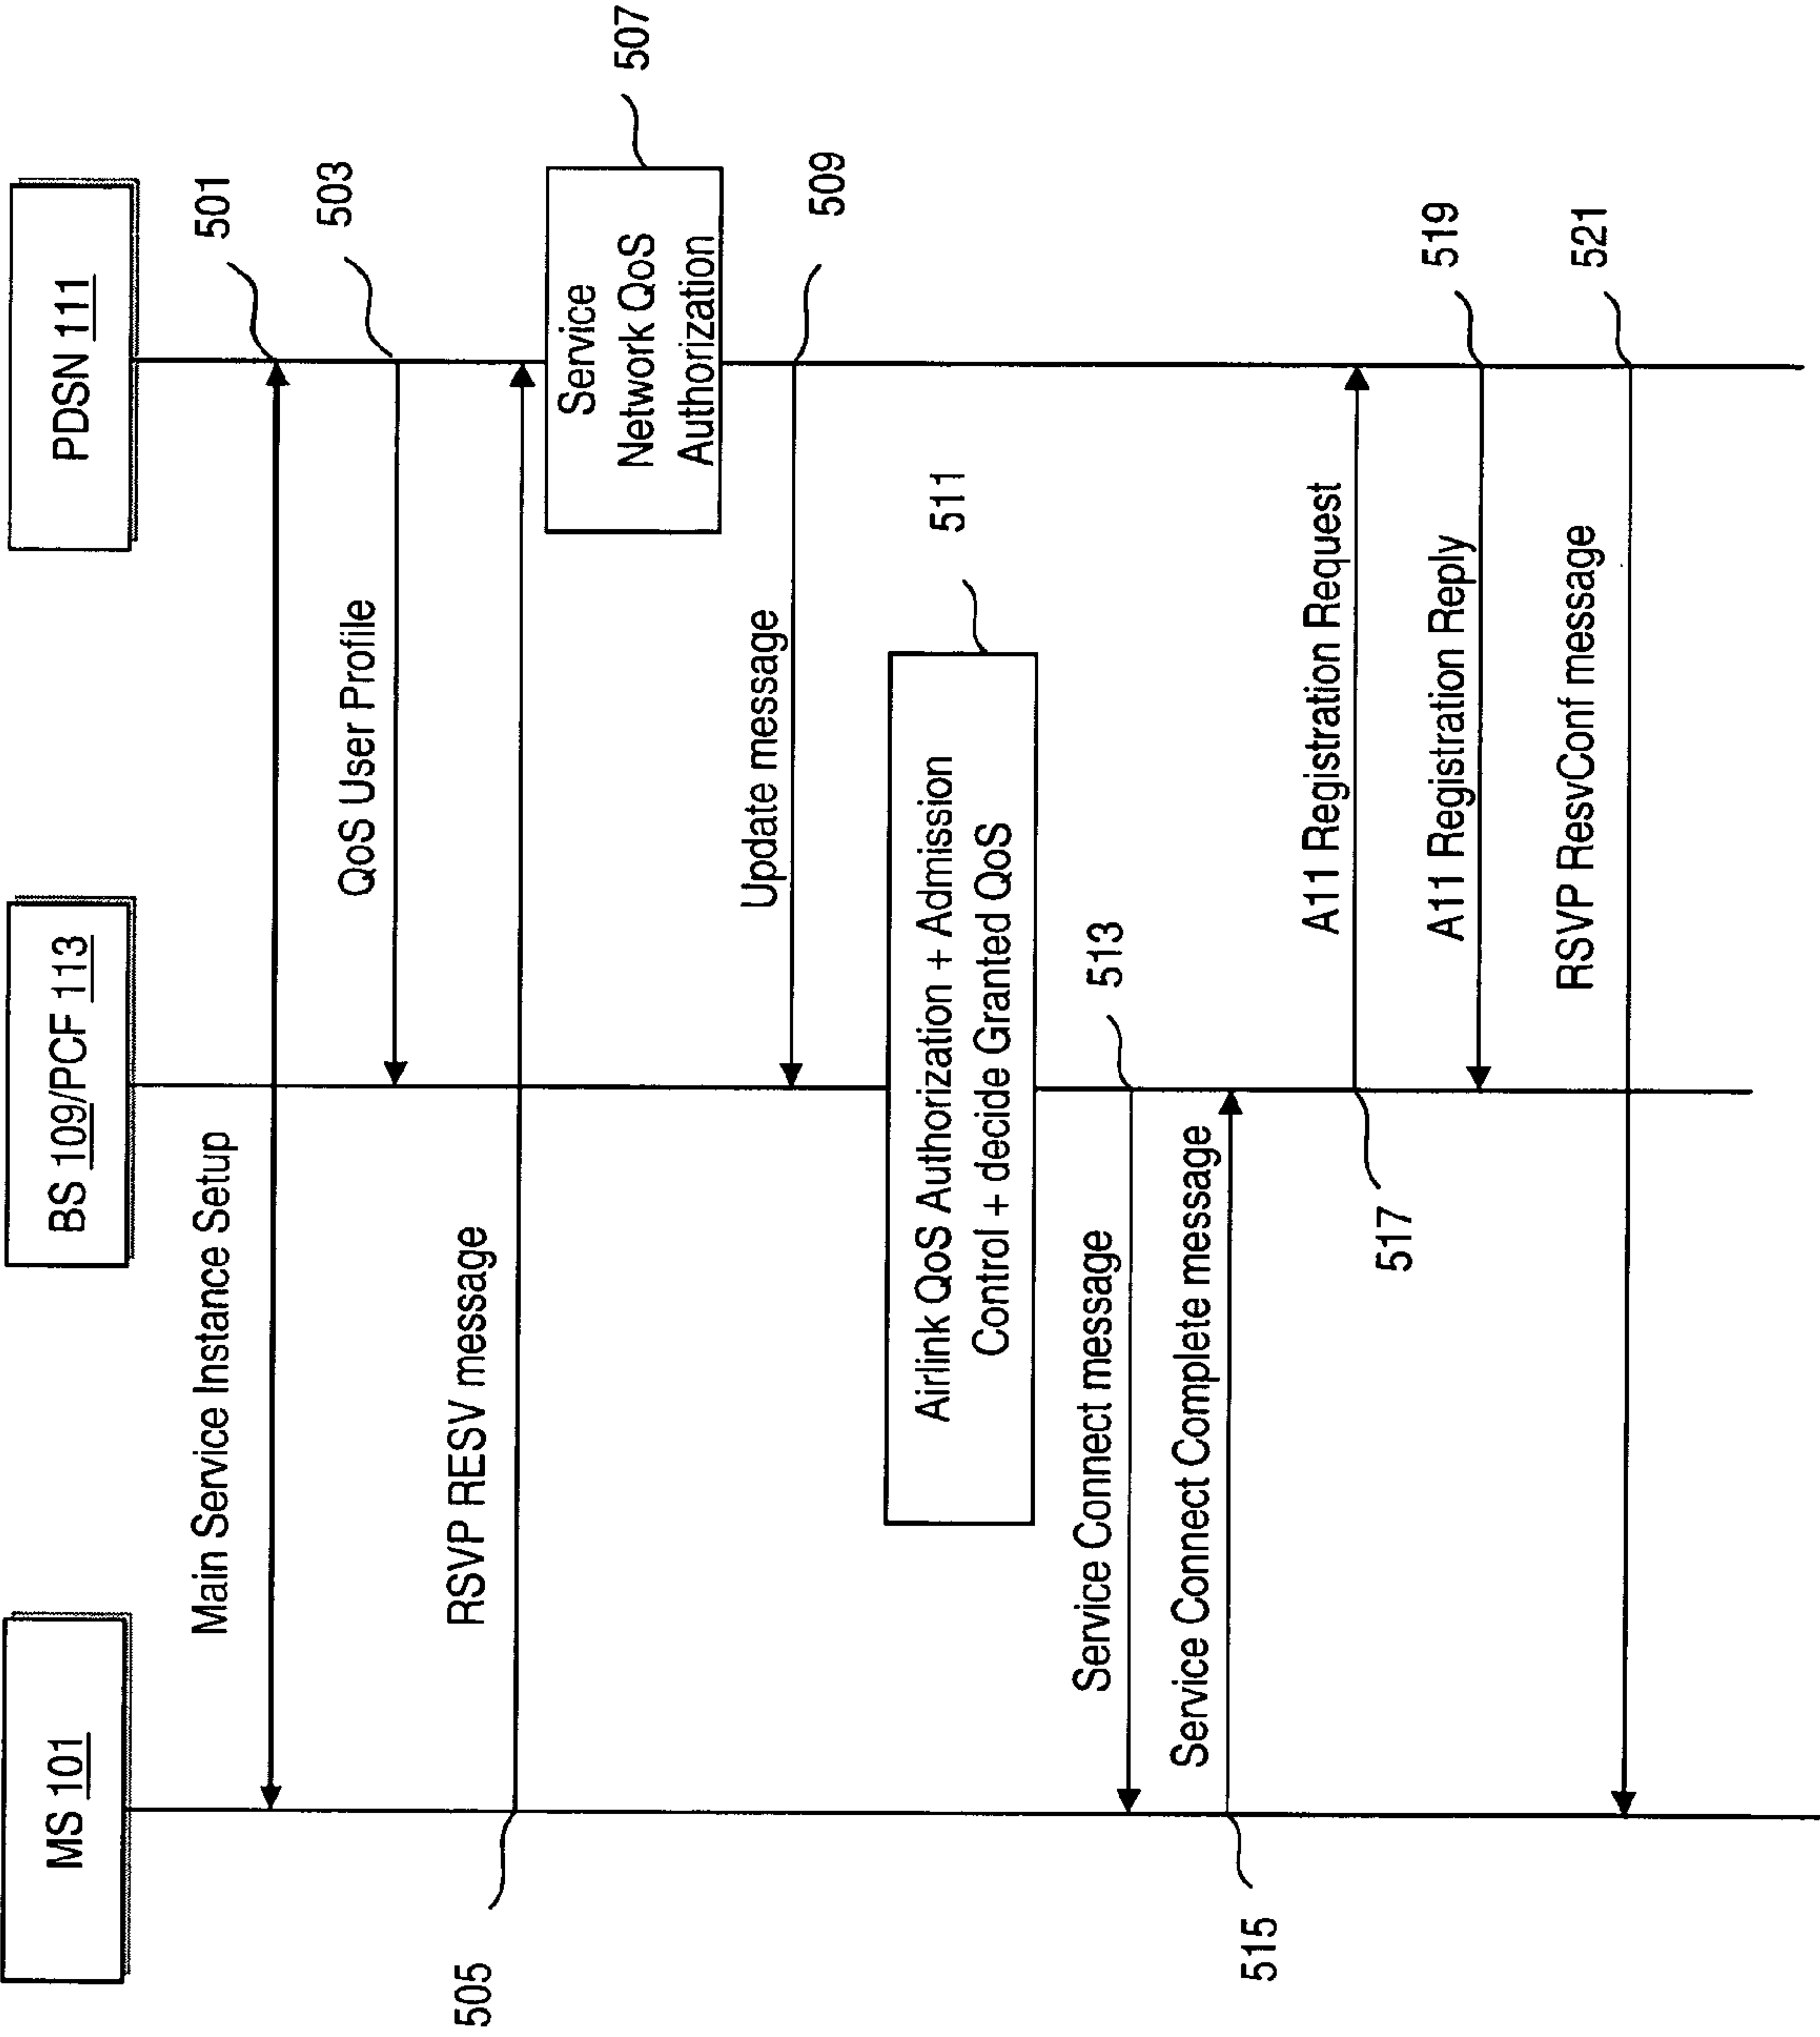 MS 101
BS 109/PCF 113
PDSN 111
Main Service Instance Setup
501
QoS User Profile
503
RSVP RESV message
505
Service
Network QoS
Authorization
507
Update message
509
Airlink QoS Authorization + Admission
Control + decide Granted QoS
511
Service Connect message
513
Service Connect Complete message
515
A11 Registration Request
517
A11 Registration Reply
519
RSVP ResvConf message
521